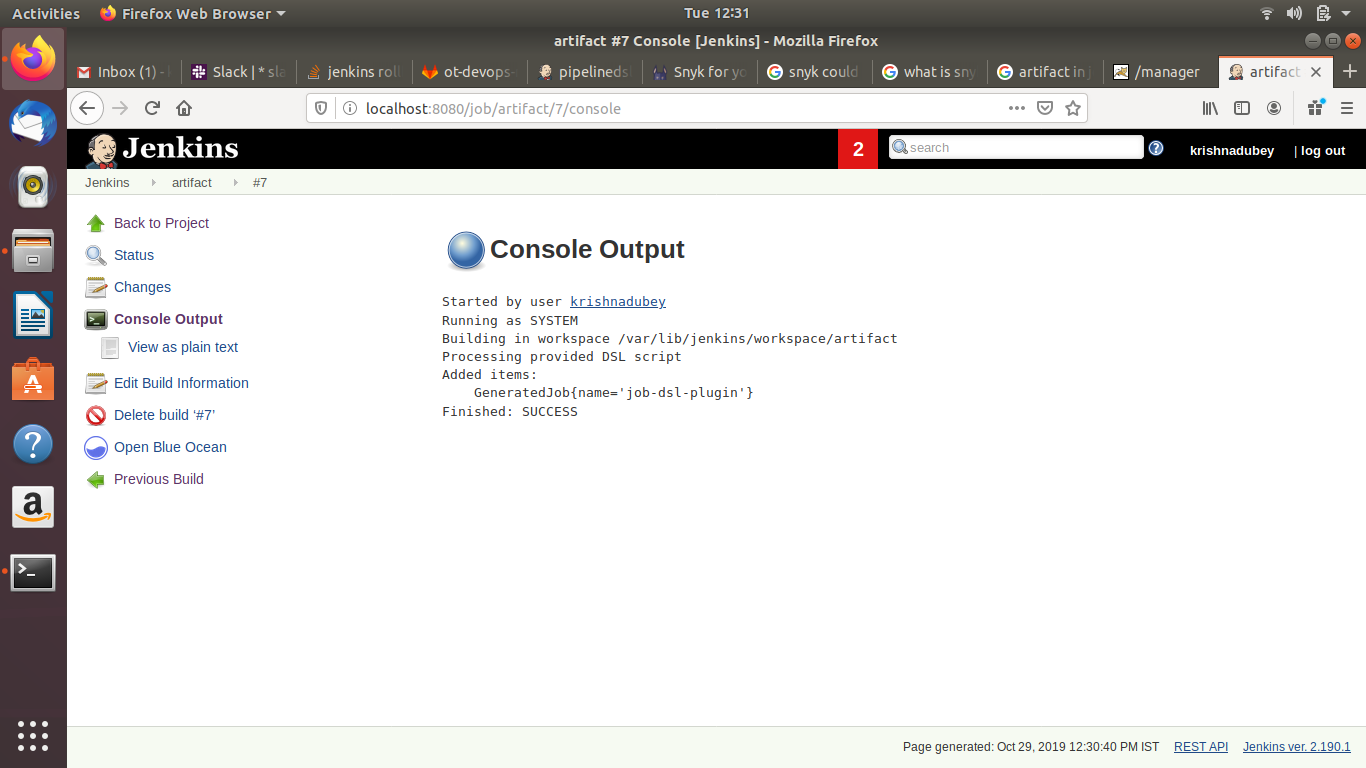 Activities Firefox Web Browser Tue 12:31
artifact #7 Console [Jenkins] - Mozilla Firefox
Inbox (1) - Slack | * sla jenkins roll ot-devops- pipelineds Snyk for yo snyk could what is sny artifact in j /manager artifact
localhost:8080/job/artifact/7/console
Jenkins 2 search krishnadubey | log out
Jenkins artifact #7
Back to Project
Status
Changes
Console Output
View as plain text
Edit Build Information
Delete build ‘#7’
Open Blue Ocean
Previous Build
Console Output
Started by user krishnadubey
Running as SYSTEM
Building in workspace /var/lib/jenkins/workspace/artifact
Processing provided DSL script
Added items:
GeneratedJob{name='job-dsl-plugin'}
Finished: SUCCESS
Page generated: Oct 29, 2019 12:30:40 PM IST REST API Jenkins ver. 2.190.1